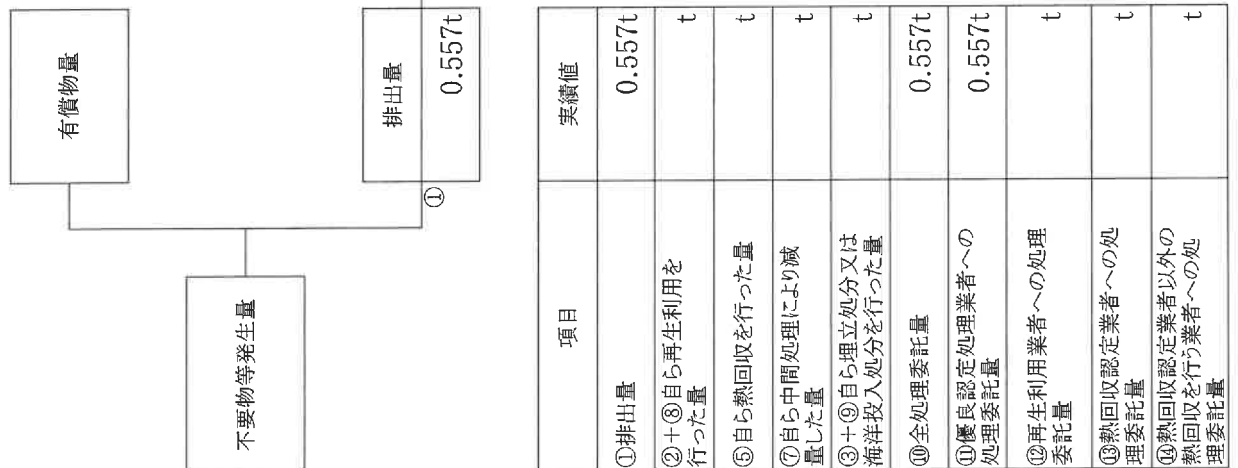 不要物等発生量
有償物量
①
排出量
0.557t
項目
実績値
①排出量
0.557t
②+⑧自ら再生利用を
行った量
t
⑤自ら熱回収を行った量
t
⑦自ら中間処理により減
量した量
t
③+⑨自ら埋立処分又は
海洋投入処分を行った量
t
⑩全処理委託量
0.557t
⑪優良認定処理業者への
処理委託量
0.557t
⑫再生利用業者への処理
委託量
t
⑬熱回収認定業者への処
理委託量
t
⑭熱回収認定業者以外の
熱回収を行う業者への処
理委託量
t